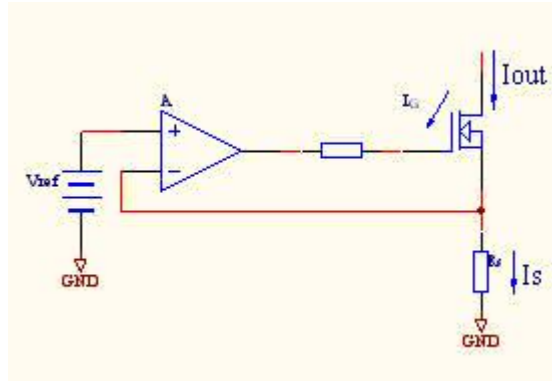 Iout
IG
A
+
-
Vref
Rs
Is
GND
GND